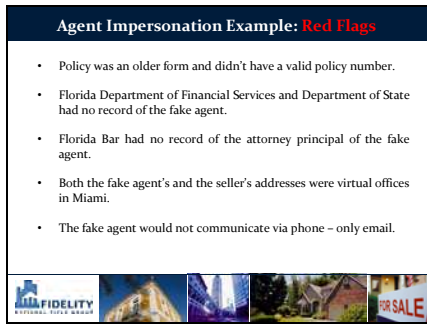 Agent Impersonation Example: Red Flags
• Policy was an older form and didn't have a valid policy number.
• Florida Department of Financial Services and Department of State
had no record of the fake agent.
• Florida Bar had no record of the attorney principal of the fake
agent.
• Both the fake agent's and the seller's addresses were virtual offices
in Miami.
• The fake agent would not communicate via phone – only email.
FIDELITY
NATIONAL TITLE GROUP
FOR SALE